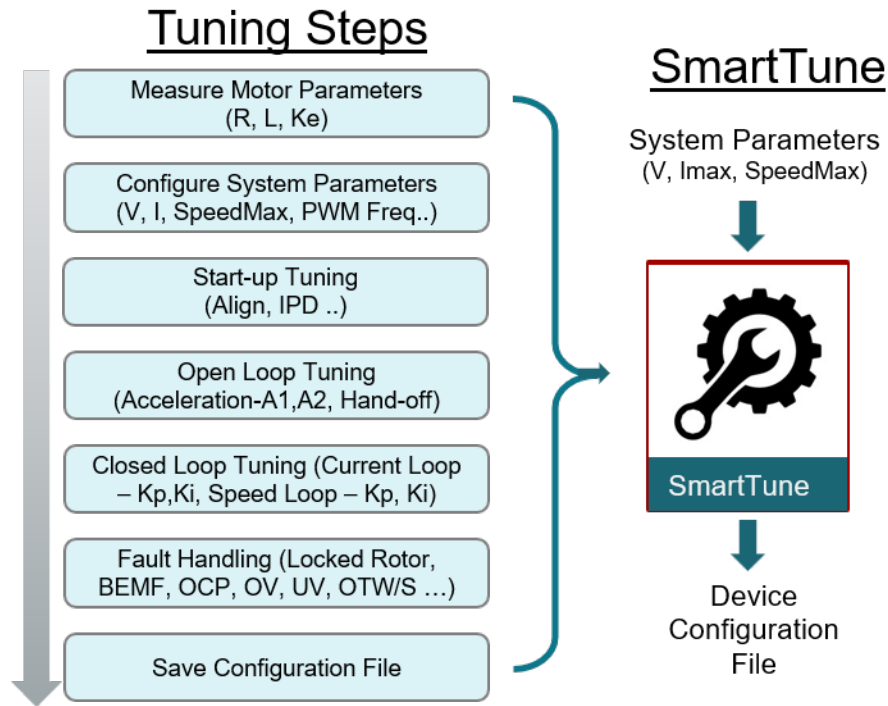 Tuning Steps
Measure Motor Parameters
(R, L, Ke)
Configure System Parameters
(V, I, SpeedMax, PWM Freq..)
Start-up Tuning
(Align, IPD ..)
Open Loop Tuning
(Acceleration-A1,A2, Hand-off)
Closed Loop Tuning (Current Loop
– Kp,Ki, Speed Loop – Kp, Ki)
Fault Handling (Locked Rotor,
BEMF, OCP, OV, UV, OTW/S …)
Save Configuration File
SmartTune
System Parameters
(V, Imax, SpeedMax)
SmartTune
Device
Configuration
File